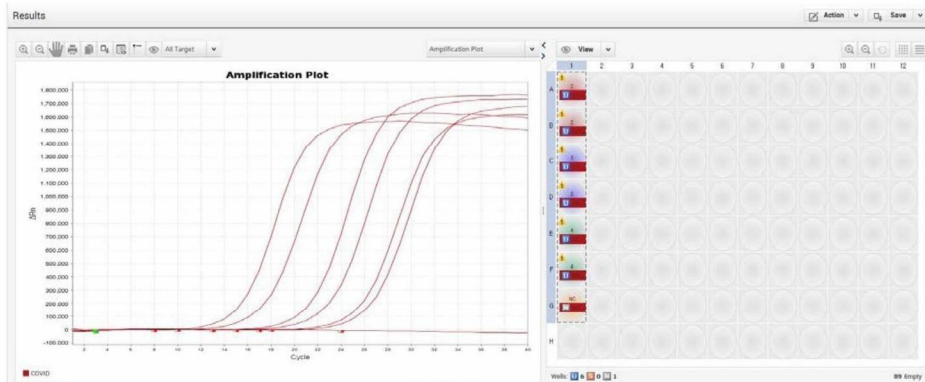 Results
Action
Save
All Target
Amplification Plot
View
Amplification Plot
1 2 3 4 5 6 7 8 9 10 11 12
1,800,000
1,700,000
1,600,000
1,500,000
1,400,000
1,300,000
1,200,000
1,100,000
1,000,000
900,000
800,000
700,000
600,000
500,000
400,000
300,000
200,000
100,000
0
-100,000
ΔRn
2 4 6 8 10 12 14 16 18 20 22 24 26 28 30 32 34 36 38 40
Cycle
COVID
A
B
C
D
E
F
G
H
NC
U
N
Wells: U 6 S 0 N 1
89 Empty